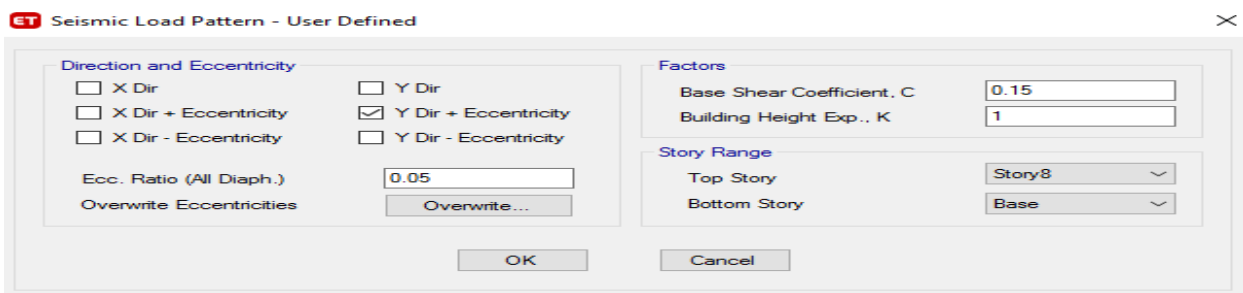 ET Seismic Load Pattern - User Defined
Direction and Eccentricity
X Dir
Y Dir
X Dir + Eccentricity
Y Dir + Eccentricity
X Dir - Eccentricity
Y Dir - Eccentricity
Ecc. Ratio (All Diaph.) 0.05
Overwrite Eccentricities Overwrite...
Factors
Base Shear Coefficient, C 0.15
Building Height Exp., K 1
Story Range
Top Story Story8
Bottom Story Base
OK
Cancel